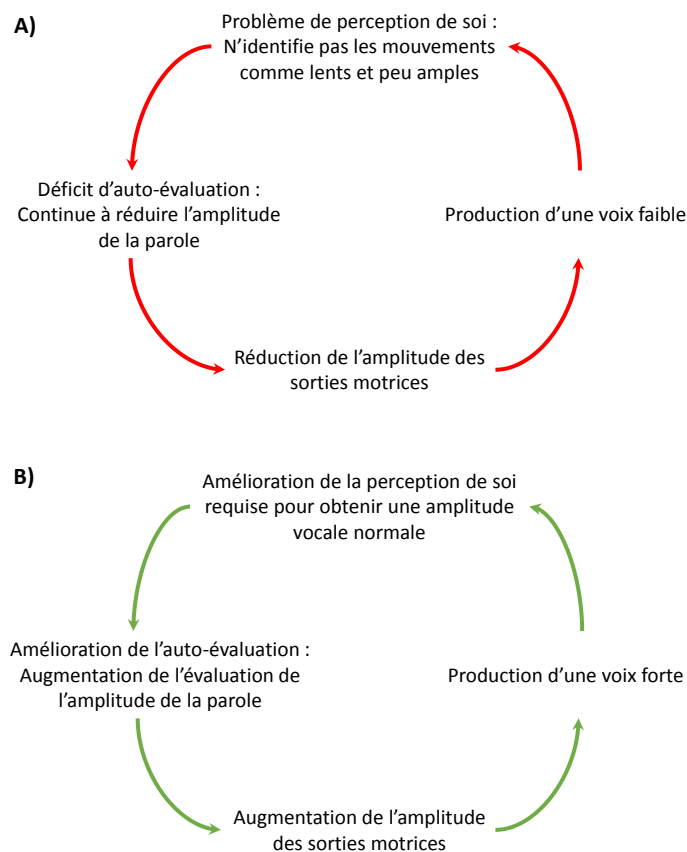 A)
Problème de perception de soi :
N’identifie pas les mouvements
comme lents et peu amples
Déficit d’auto-évaluation :
Continue à réduire l’amplitude
de la parole
Production d’une voix faible
Réduction de l’amplitude des
sorties motrices
B)
Amélioration de la perception de soi
requise pour obtenir une amplitude
vocale normale
Amélioration de l’auto-évaluation :
Augmentation de l’évaluation de
l’amplitude de la parole
Production d’une voix forte
Augmentation de l’amplitude
des sorties motrices